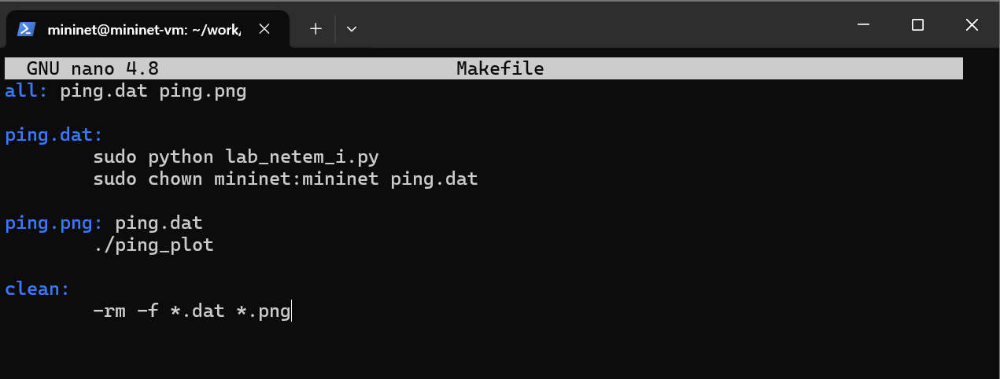 mininet@mininet-vm: ~/work/
GNU nano 4.8 Makefile
all: ping.dat ping.png
ping.dat:
sudo python lab_netem_i.py
sudo chown mininet:mininet ping.dat
ping.png: ping.dat
./ping_plot
clean:
-rm -f *.dat *.png